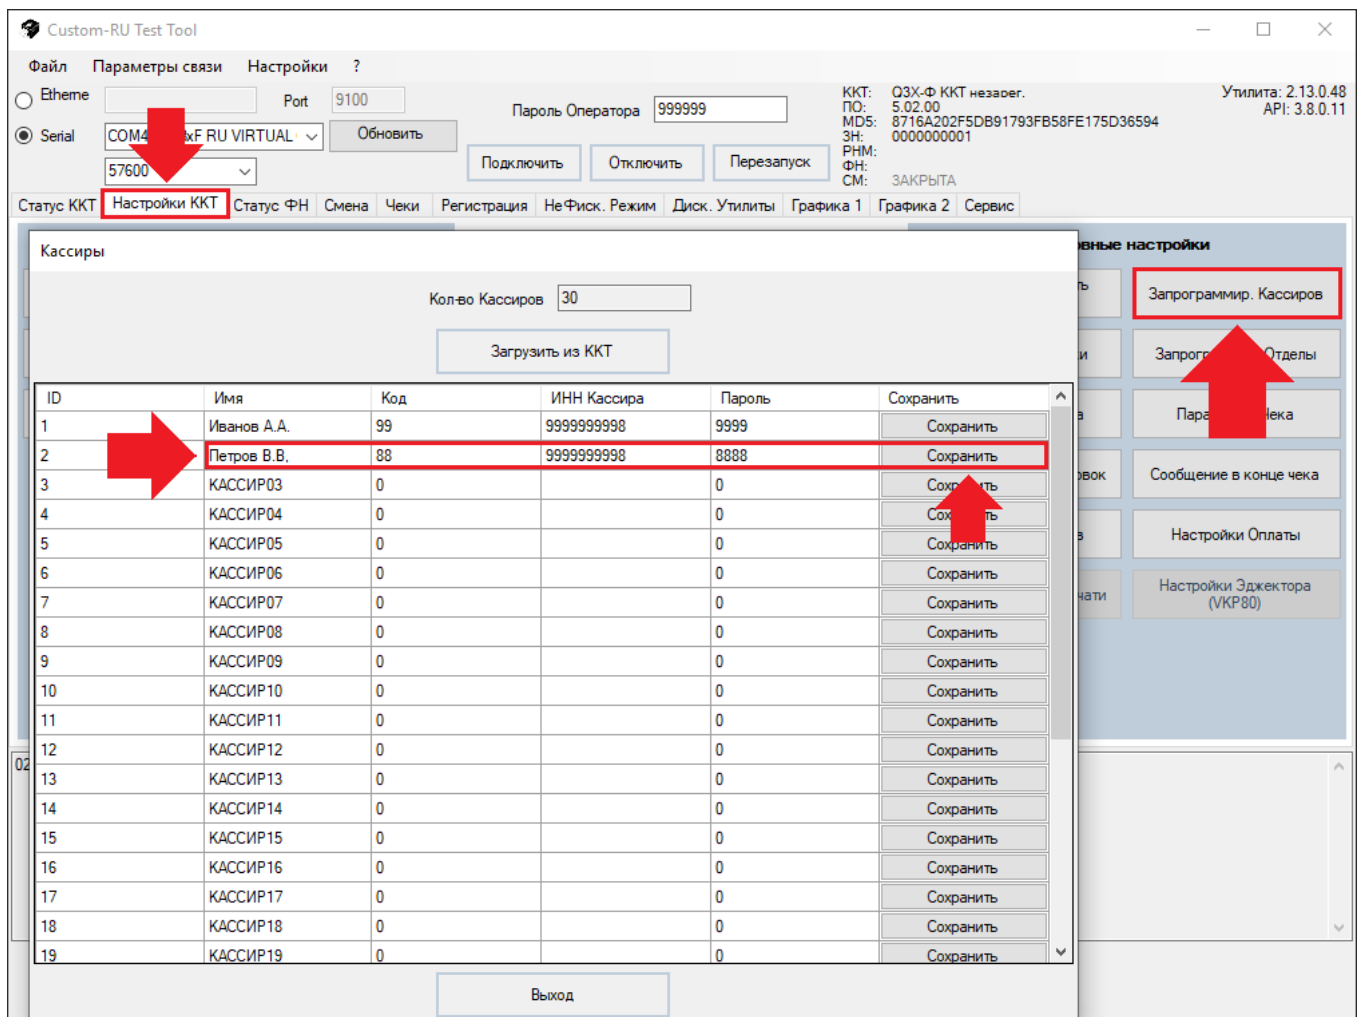 Custom-RU Test Tool
Файл Параметры связи Настройки ?
Etherne Port 9100
Serial RU VIRTUAL Обновить
57600
Пароль Оператора 999999
Подключить Отключить Перезапуск
ККТ: Q3X-Ф ККТ незарег.
ПО: 5.02.00
MD5: 8716A202F5DB91793FB58FE175D36594
ЗН: 0000000001
РНМ:
ФН:
СМ: ЗАКРЫТА
Утилита: 2.13.0.48
API: 3.8.0.11
Статус ККТ Настройки ККТ Статус ФН Смена Чеки Регистрация НеФиск. Режим Диск. Утилиты Графика 1 Графика 2 Сервис
Кассиры
Кол-во Кассиров 30
Загрузить из ККТ
ID Имя Код ИНН Кассира Пароль Сохранить
1 Иванов А.А. 99 9999999998 9999 Сохранить
2 Петров В.В. 88 9999999998 8888 Сохранить
3 КАССИР03 0 0 Сохранить
4 КАССИР04 0 0 Сохранить
5 КАССИР05 0 0 Сохранить
6 КАССИР06 0 0 Сохранить
7 КАССИР07 0 0 Сохранить
8 КАССИР08 0 0 Сохранить
9 КАССИР09 0 0 Сохранить
10 КАССИР10 0 0 Сохранить
11 КАССИР11 0 0 Сохранить
12 КАССИР12 0 0 Сохранить
13 КАССИР13 0 0 Сохранить
14 КАССИР14 0 0 Сохранить
15 КАССИР15 0 0 Сохранить
16 КАССИР16 0 0 Сохранить
17 КАССИР17 0 0 Сохранить
18 КАССИР18 0 0 Сохранить
19 КАССИР19 0 0 Сохранить
Выход
настройки
Запрограммир. Кассиров
Отделы
Сообщение в конце чека
Настройки Оплаты
Настройки Эджектора
(VKP80)
02